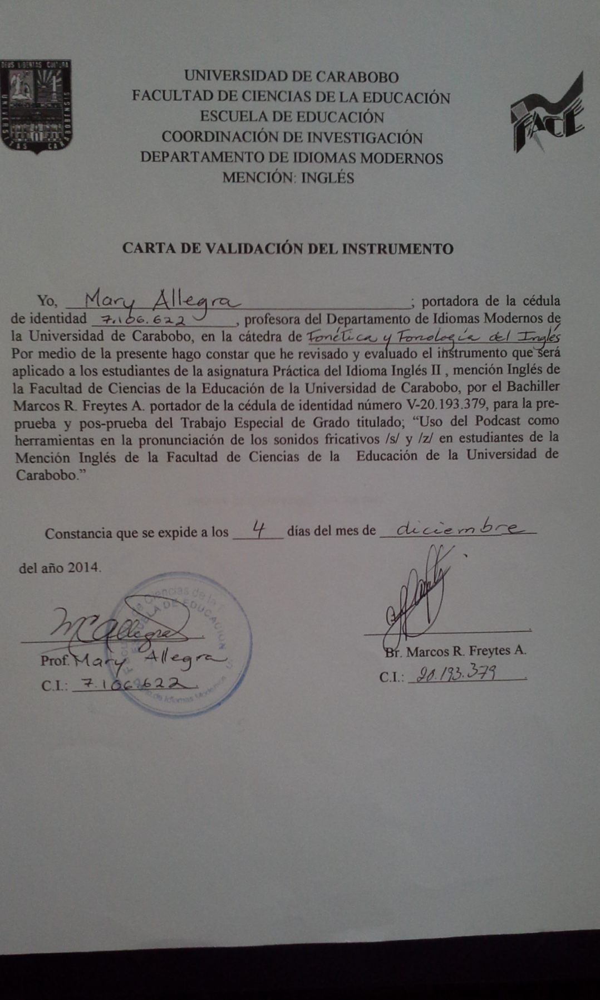 DEUS LIBERTAS CULTURA
UNIVERSITAS CARABOBENSIS
FACE
UNIVERSIDAD DE CARABOBO
FACULTAD DE CIENCIAS DE LA EDUCACIÓN
ESCUELA DE EDUCACIÓN
COORDINACIÓN DE INVESTIGACIÓN
DEPARTAMENTO DE IDIOMAS MODERNOS
MENCIÓN: INGLÉS
CARTA DE VALIDACIÓN DEL INSTRUMENTO
Yo, Mary Allegra ; portadora de la cédula
de identidad 7.106.622 , profesora del Departamento de Idiomas Modernos de
la Universidad de Carabobo, en la cátedra de Fonética y Fonología del Inglés
Por medio de la presente hago constar que he revisado y evaluado el instrumento que será
aplicado a los estudiantes de la asignatura Práctica del Idioma Inglés II , mención Inglés de
la Facultad de Ciencias de la Educación de la Universidad de Carabobo, por el Bachiller
Marcos R. Freytes A. portador de la cédula de identidad número V-20.193.379, para la pre-
prueba y pos-prueba del Trabajo Especial de Grado titulado; “Uso del Podcast como
herramientas en la pronunciación de los sonidos fricativos /s/ y /z/ en estudiantes de la
Mención Inglés de la Facultad de Ciencias de la Educación de la Universidad de
Carabobo.”
Constancia que se expide a los 4 días del mes de diciembre
del año 2014.
de Ciencias de la
ESCUELA DE EDUCACION
de Idiomas Modernos
Mc Allegra
Prof. Mary Allegra
C.I.: 7.106.622.
Br. Marcos R. Freytes A.
C.I.: 20.193.379.